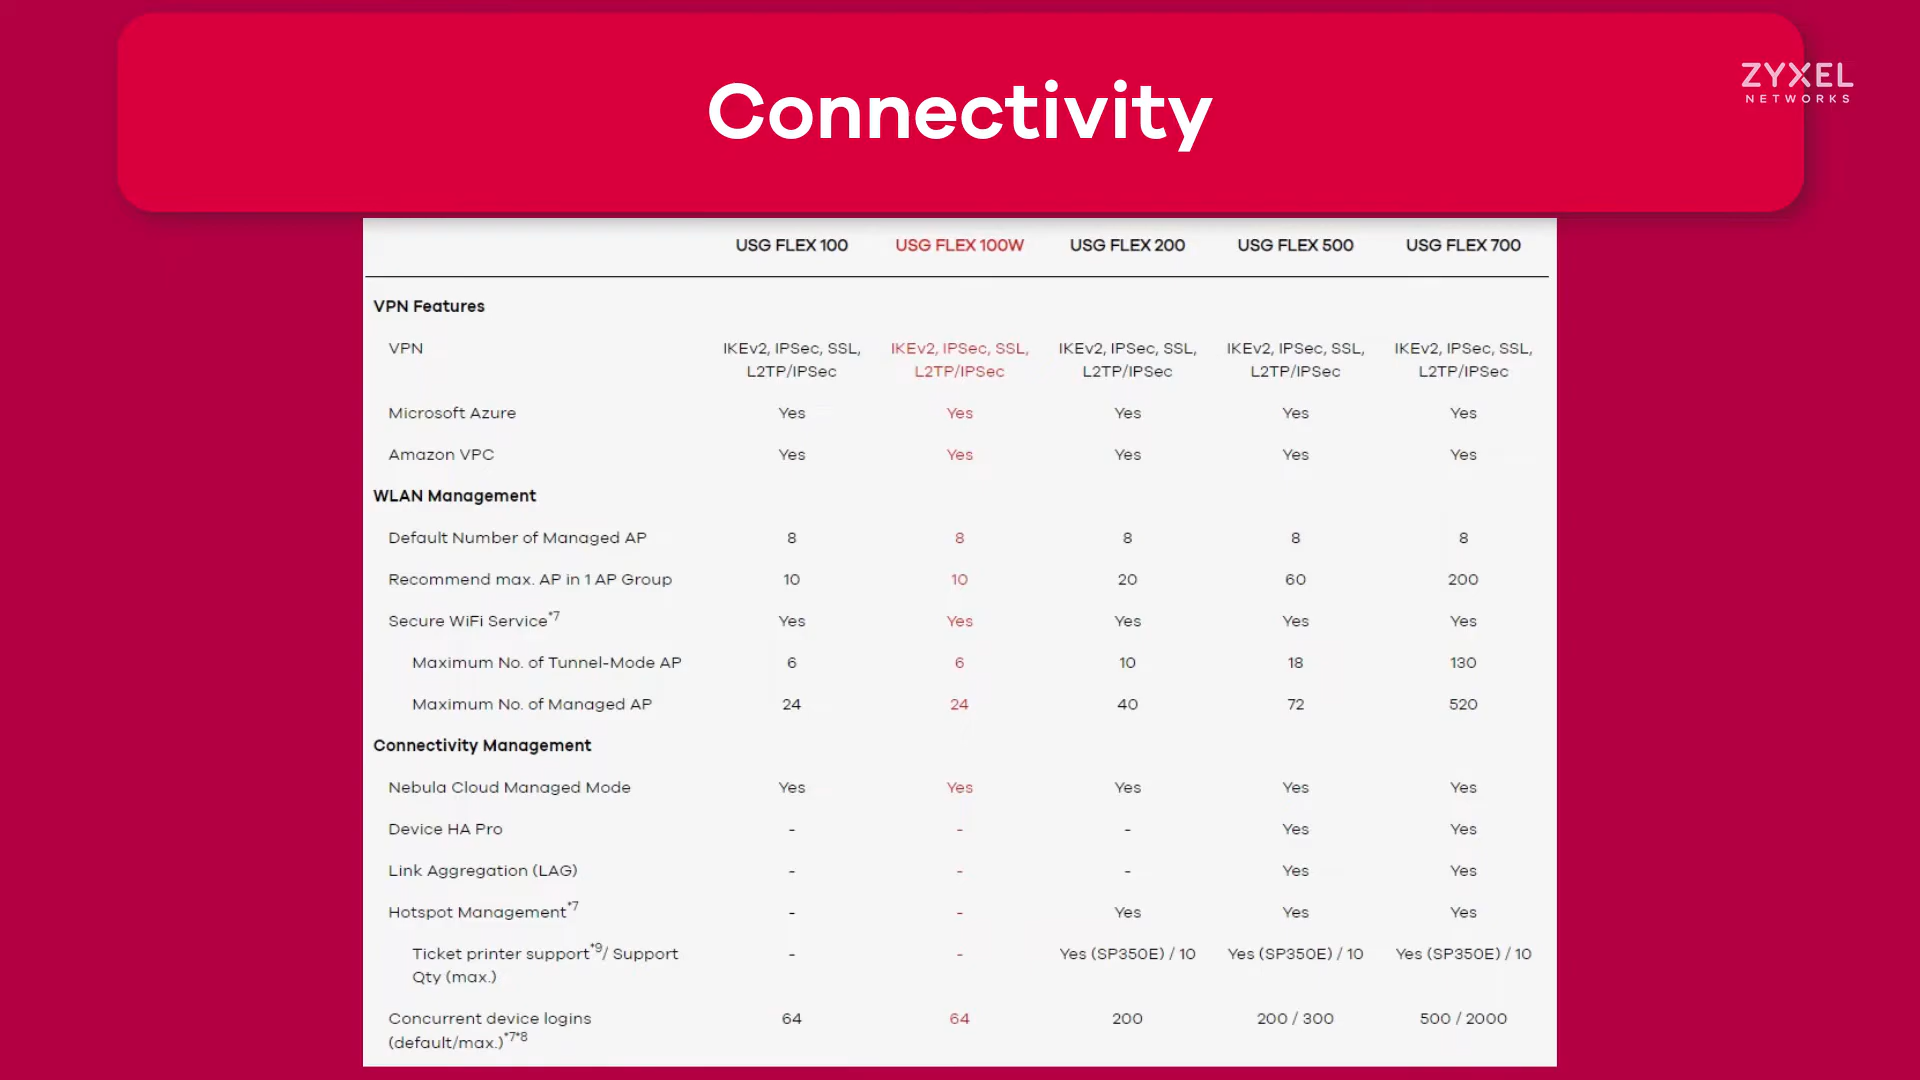 Connectivity
ZYXEL
NETWORKS
USG FLEX 100 USG FLEX 100W USG FLEX 200 USG FLEX 500 USG FLEX 700
VPN Features
VPN IKEv2, IPSec, SSL, IKEv2, IPSec, SSL, IKEv2, IPSec, SSL, IKEv2, IPSec, SSL, IKEv2, IPSec, SSL,
L2TP/IPSec L2TP/IPSec L2TP/IPSec L2TP/IPSec L2TP/IPSec
Microsoft Azure Yes Yes Yes Yes Yes
Amazon VPC Yes Yes Yes Yes Yes
WLAN Management
Default Number of Managed AP 8 8 8 8 8
Recommend max. AP in 1 AP Group 10 10 20 60 200
Secure WiFi Service*7 Yes Yes Yes Yes Yes
Maximum No. of Tunnel-Mode AP 6 6 10 18 130
Maximum No. of Managed AP 24 24 40 72 520
Connectivity Management
Nebula Cloud Managed Mode Yes Yes Yes Yes Yes
Device HA Pro - - - Yes Yes
Link Aggregation (LAG) - - - Yes Yes
Hotspot Management*7 - - Yes Yes Yes
Ticket printer support*9/ Support - - Yes (SP350E) / 10 Yes (SP350E) / 10 Yes (SP350E) / 10
Qty (max.)
Concurrent device logins 64 64 200 200 / 300 500 / 2000
(default/max.)*7*8